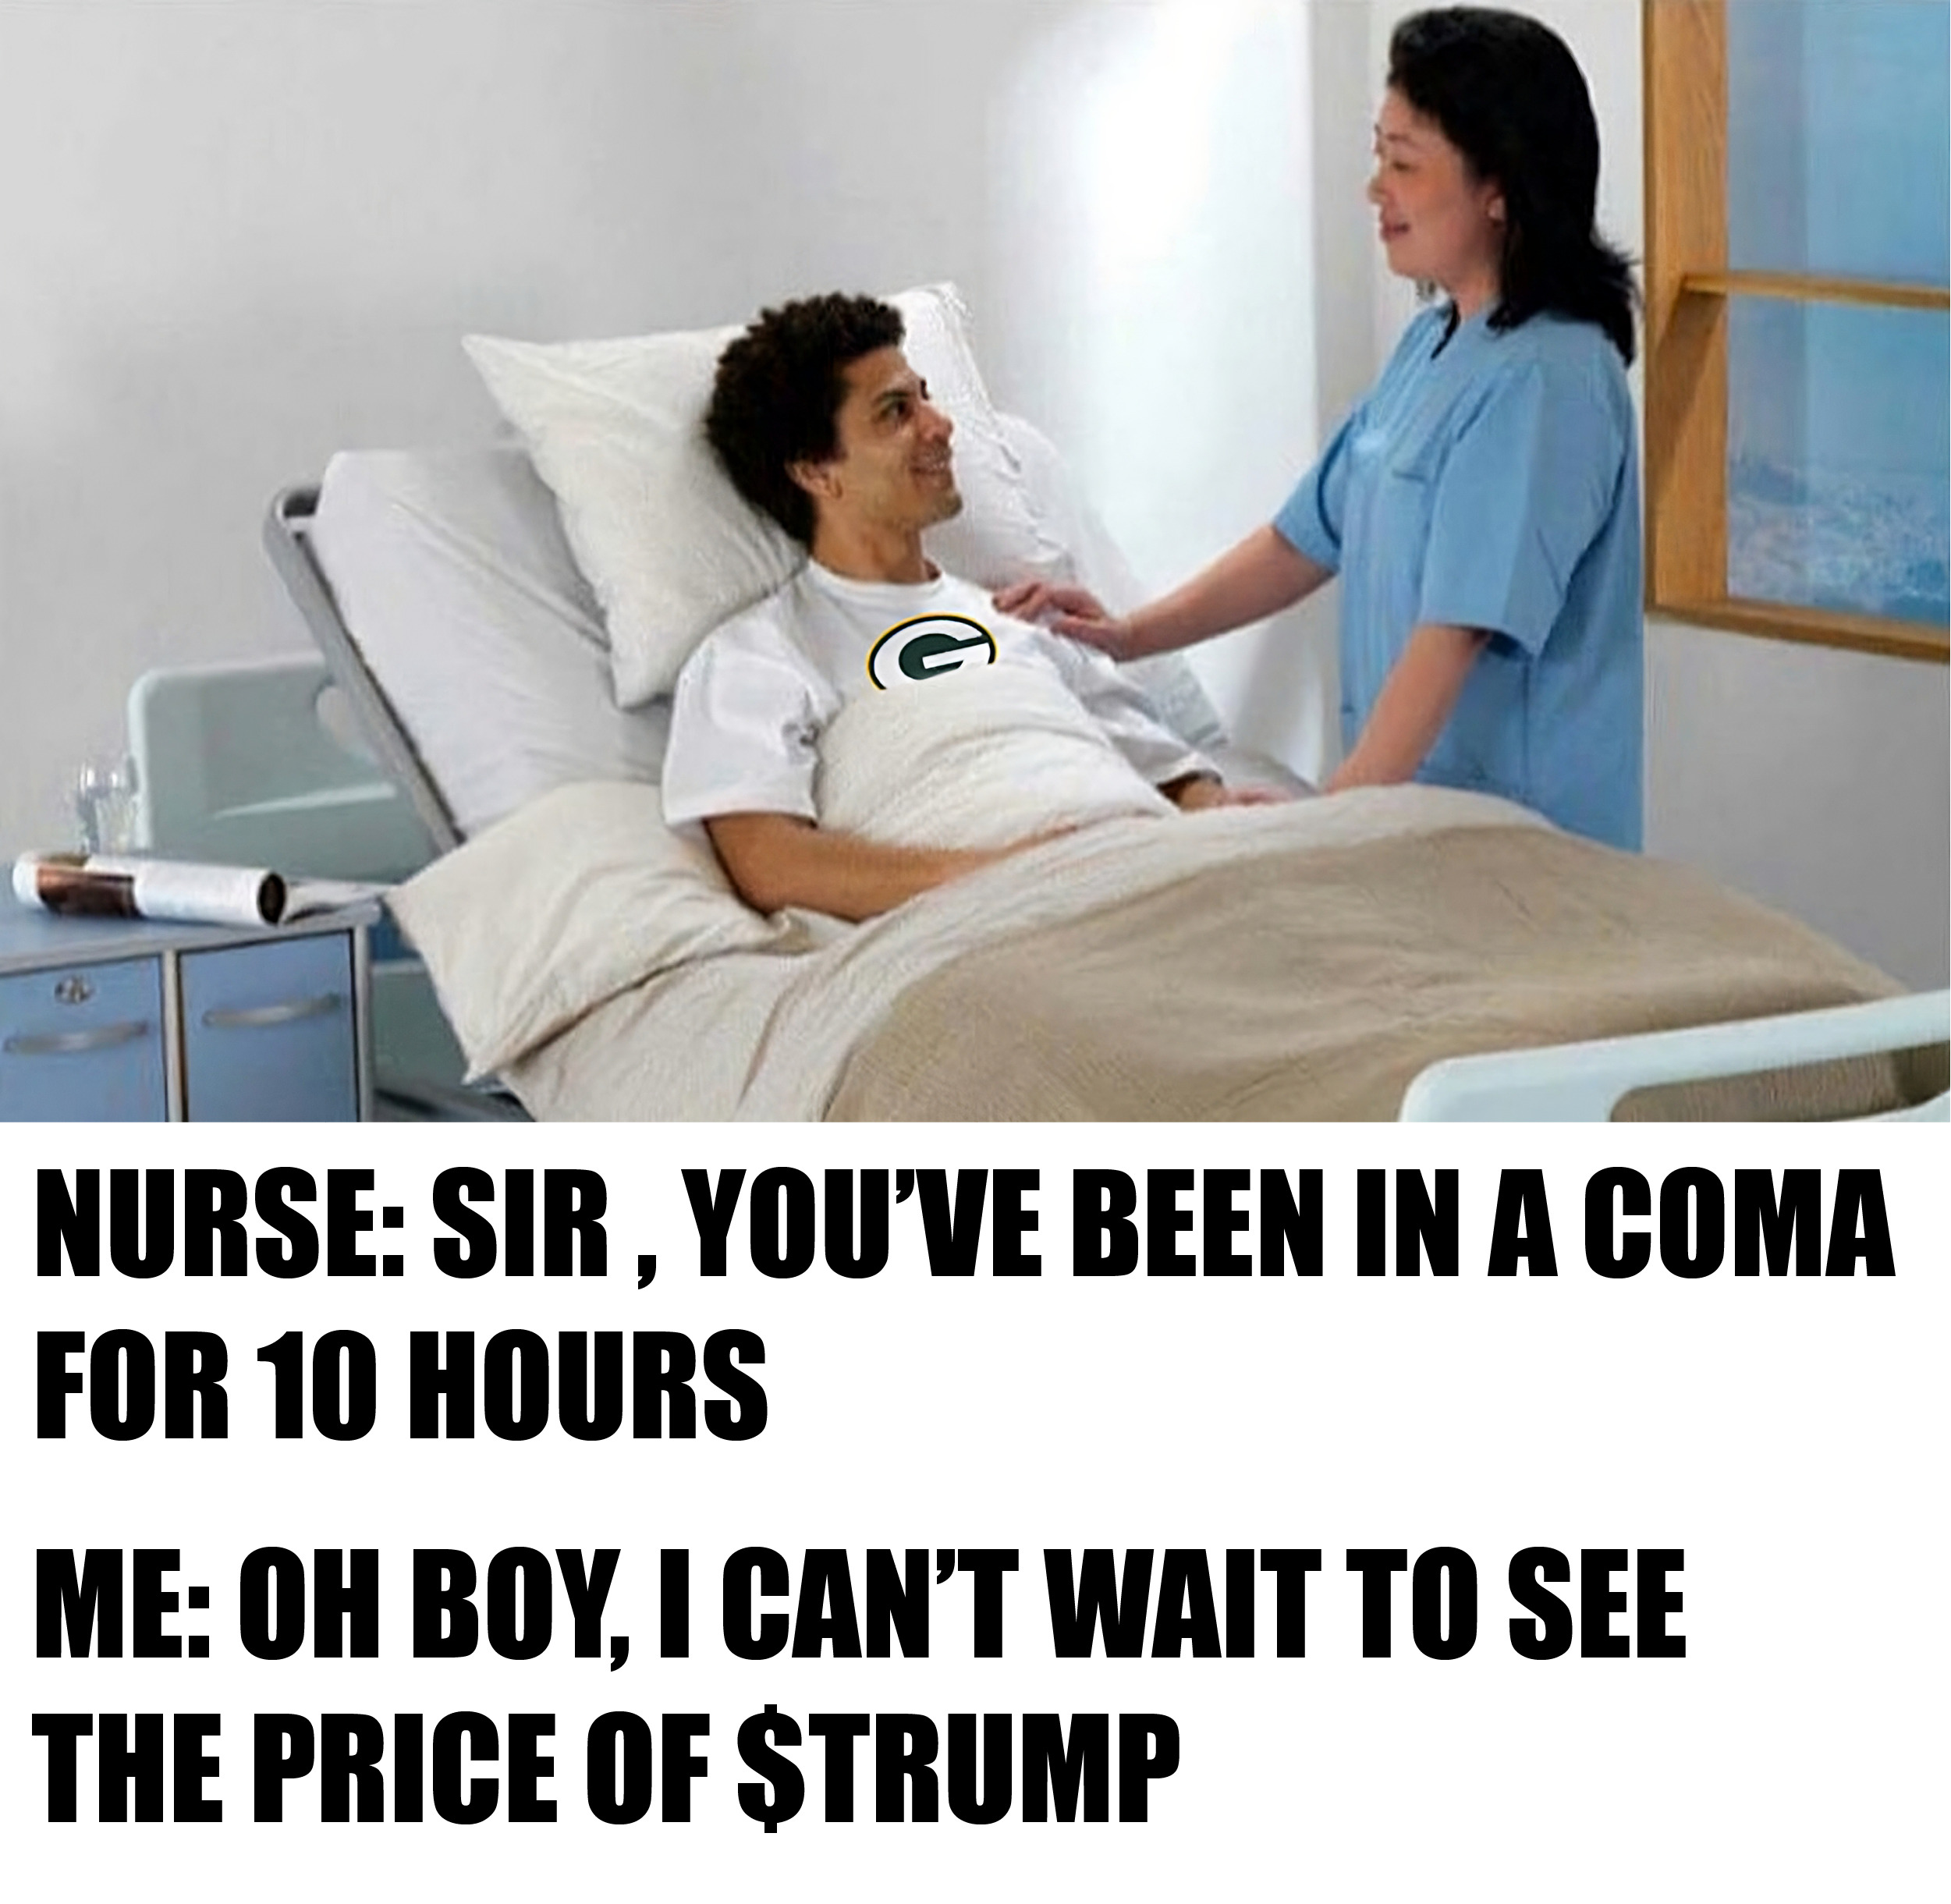 G
NURSE: SIR , YOU'VE BEEN IN A COMA
FOR 10 HOURS
ME: OH BOY, I CAN'T WAIT TO SEE
THE PRICE OF $TRUMP